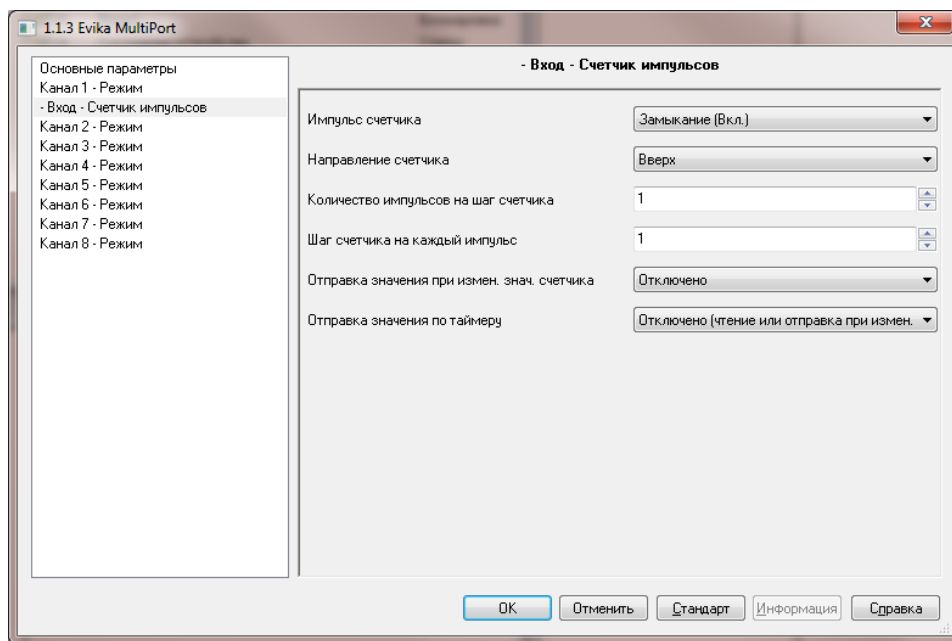 1.1.3 Evika MultiPort
Основные параметры
Канал 1 - Режим
- Вход - Счетчик импульсов
Канал 2 - Режим
Канал 3 - Режим
Канал 4 - Режим
Канал 5 - Режим
Канал 6 - Режим
Канал 7 - Режим
Канал 8 - Режим
- Вход - Счетчик импульсов
Импульс счетчика Замыкание (Вкл.)
Направление счетчика Вверх
Количество импульсов на шаг счетчика 1
Шаг счетчика на каждый импульс 1
Отправка значения при измен. знач. счетчика Отключено
Отправка значения по таймеру Отключено (чтение или отправка при измен.
OK Отменить Стандарт Информация Справка